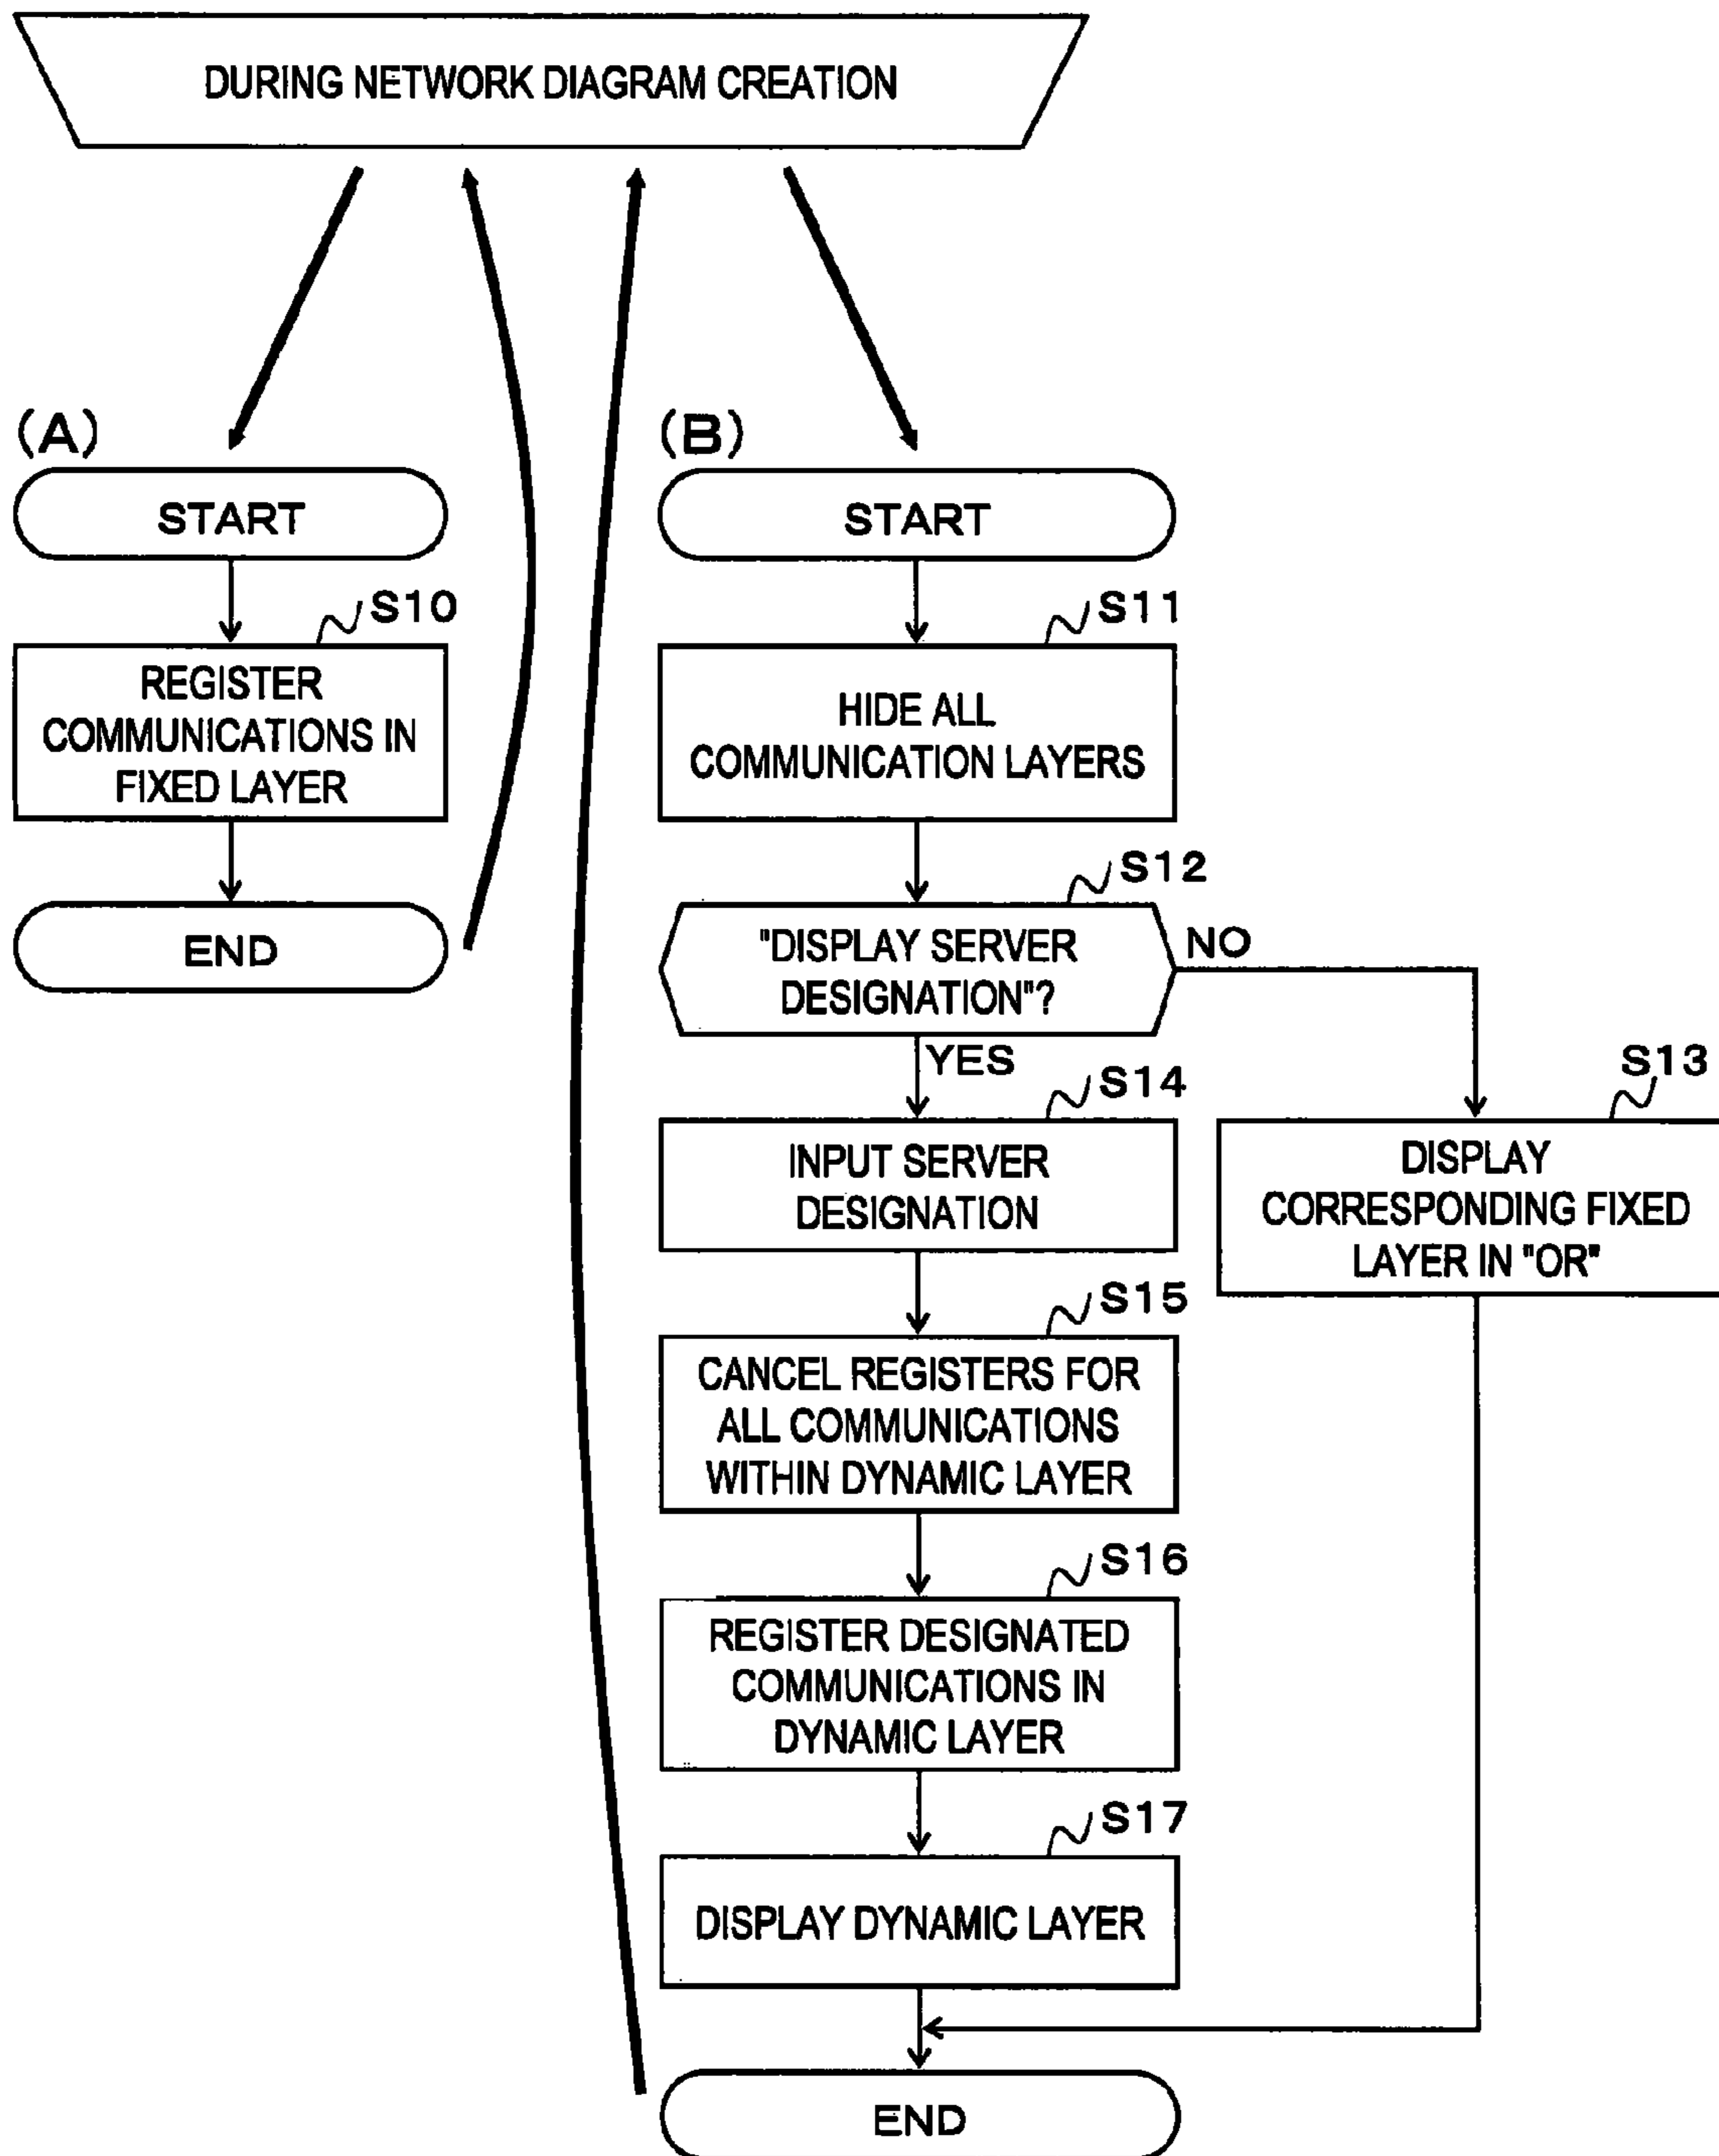 DURING NETWORK DIAGRAM CREATION
(A)
START
S10
REGISTER
COMMUNICATIONS IN
FIXED LAYER
END
(B)
START
S11
HIDE ALL
COMMUNICATION LAYERS
S12
"DISPLAY SERVER
DESIGNATION"?
NO
YES
S13
DISPLAY
CORRESPONDING FIXED
LAYER IN "OR"
S14
INPUT SERVER
DESIGNATION
S15
CANCEL REGISTERS FOR
ALL COMMUNICATIONS
WITHIN DYNAMIC LAYER
S16
REGISTER DESIGNATED
COMMUNICATIONS IN
DYNAMIC LAYER
S17
DISPLAY DYNAMIC LAYER
END